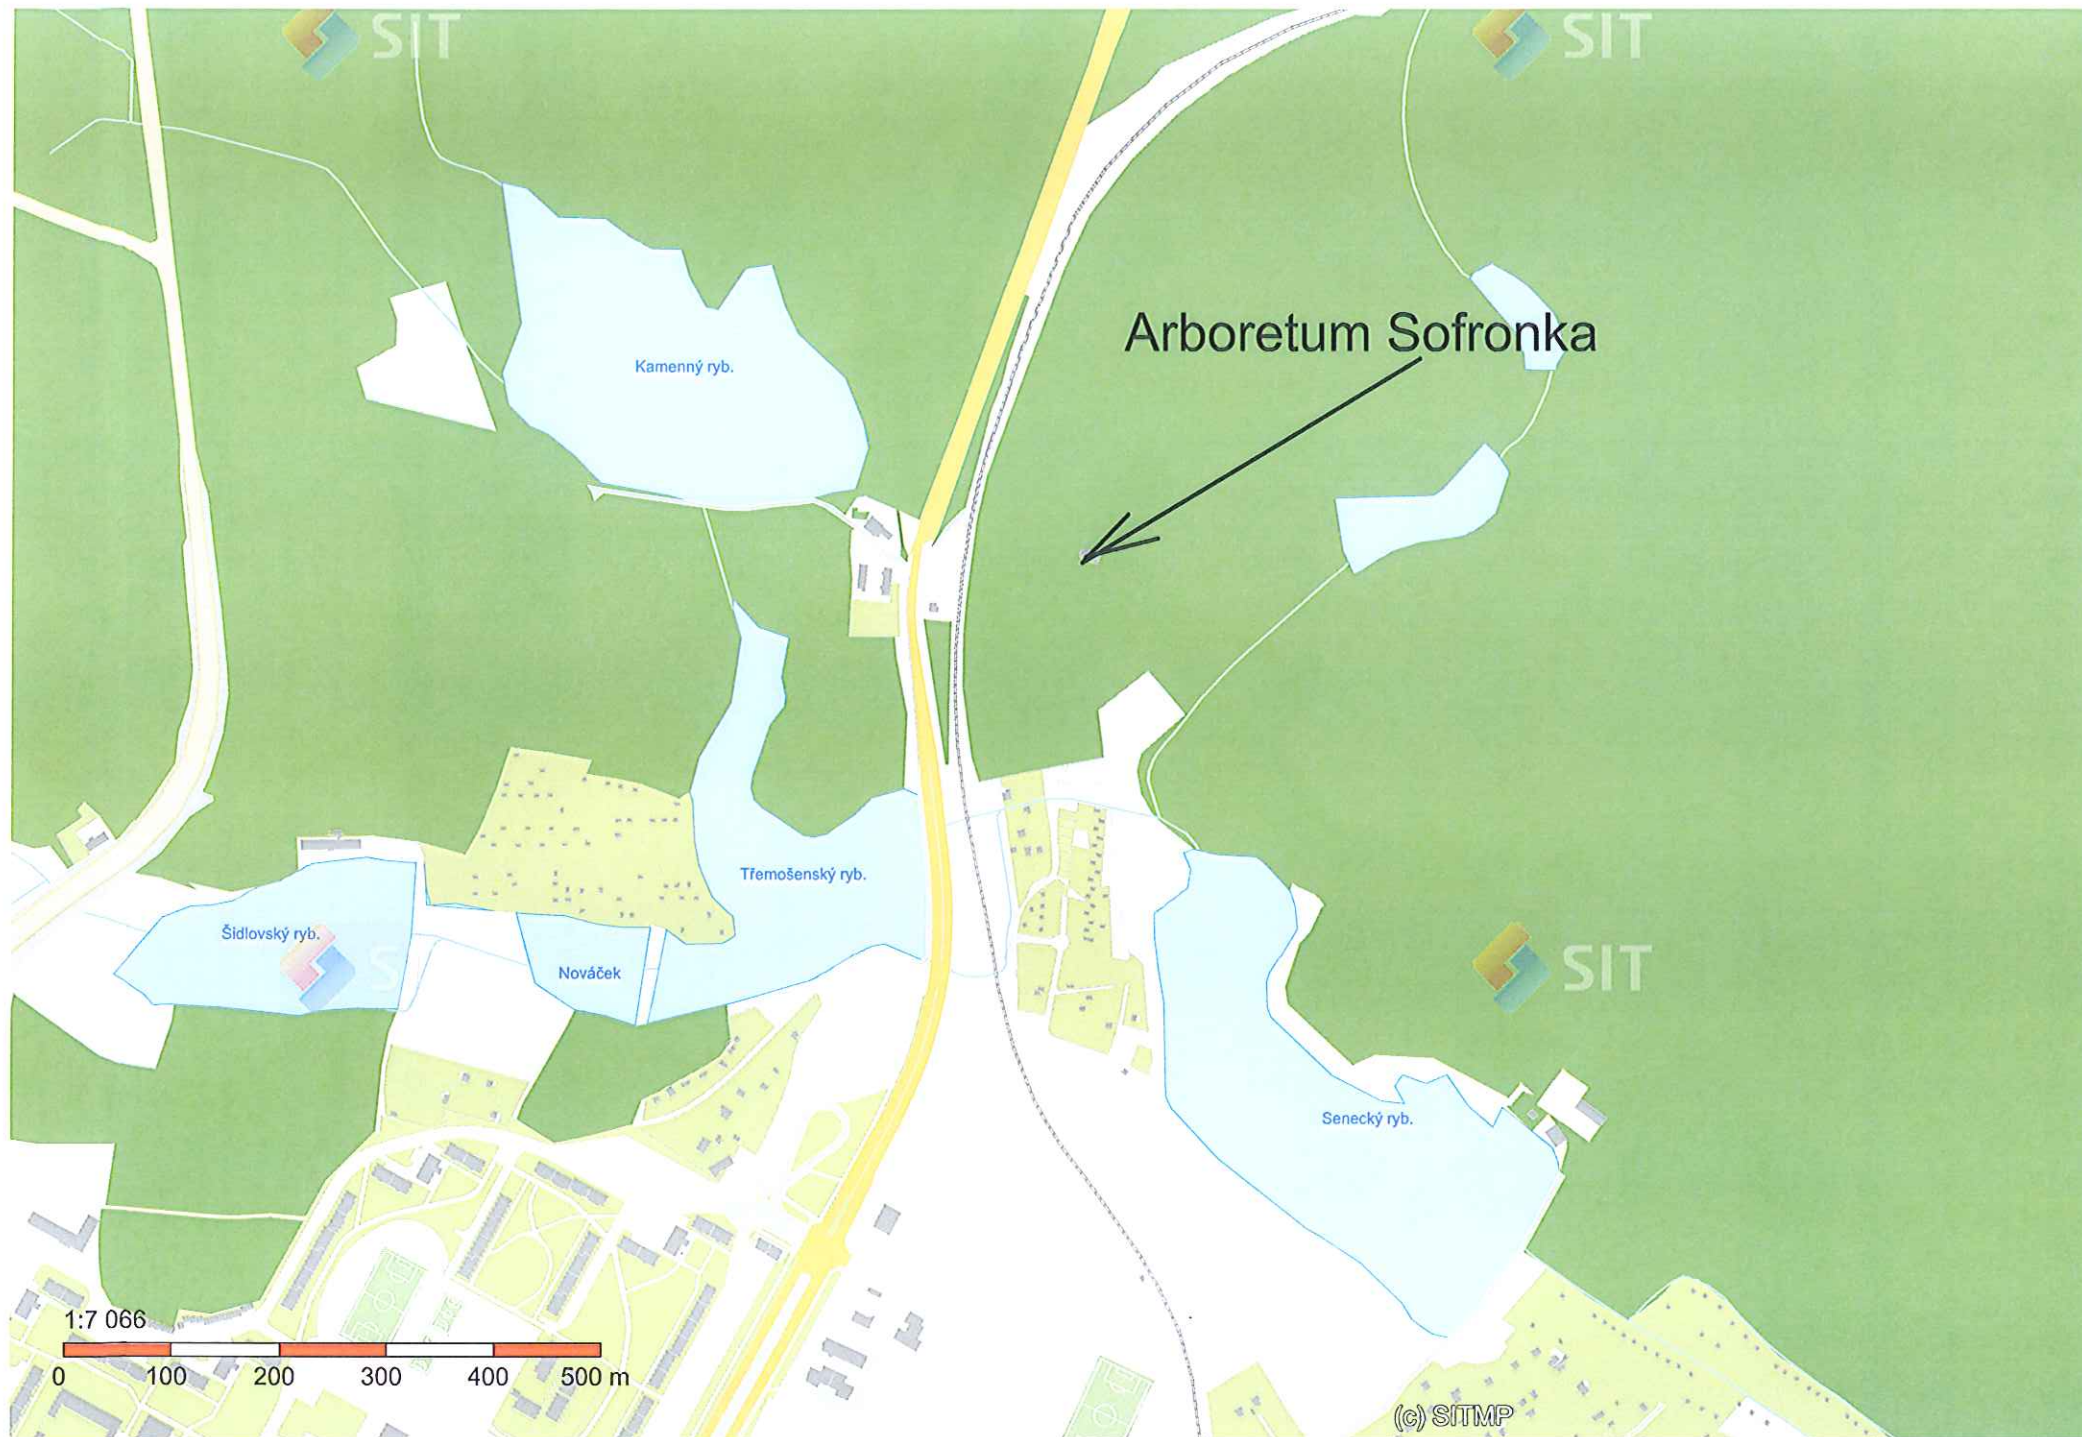 SIT
SIT
Arboretum Sofronka
Kamenný ryb.
Třemošenský ryb.
Šidlovský ryb.
S
SIT
Nováček
Senecký ryb.
1:7 066
0 100 200 300 400 500 m
(c) SITMP